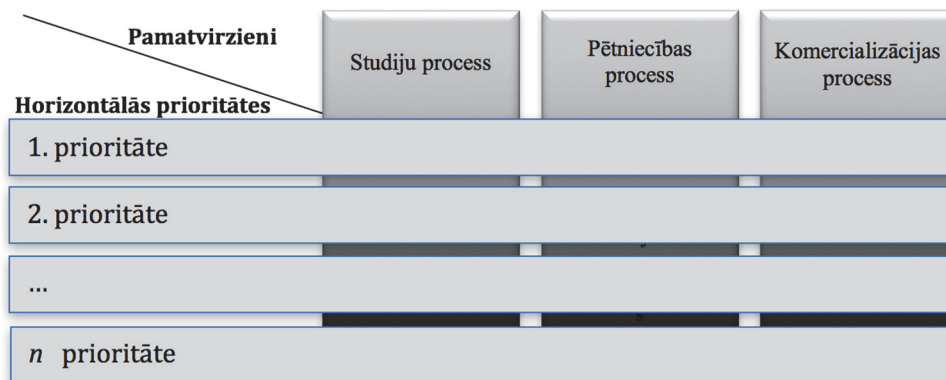 Pamatvirzieni
Horizontālās prioritātes
Studiju process
Pētniecības
process
Komercializācijas
process
1. prioritāte
2. prioritāte
...
n prioritāte